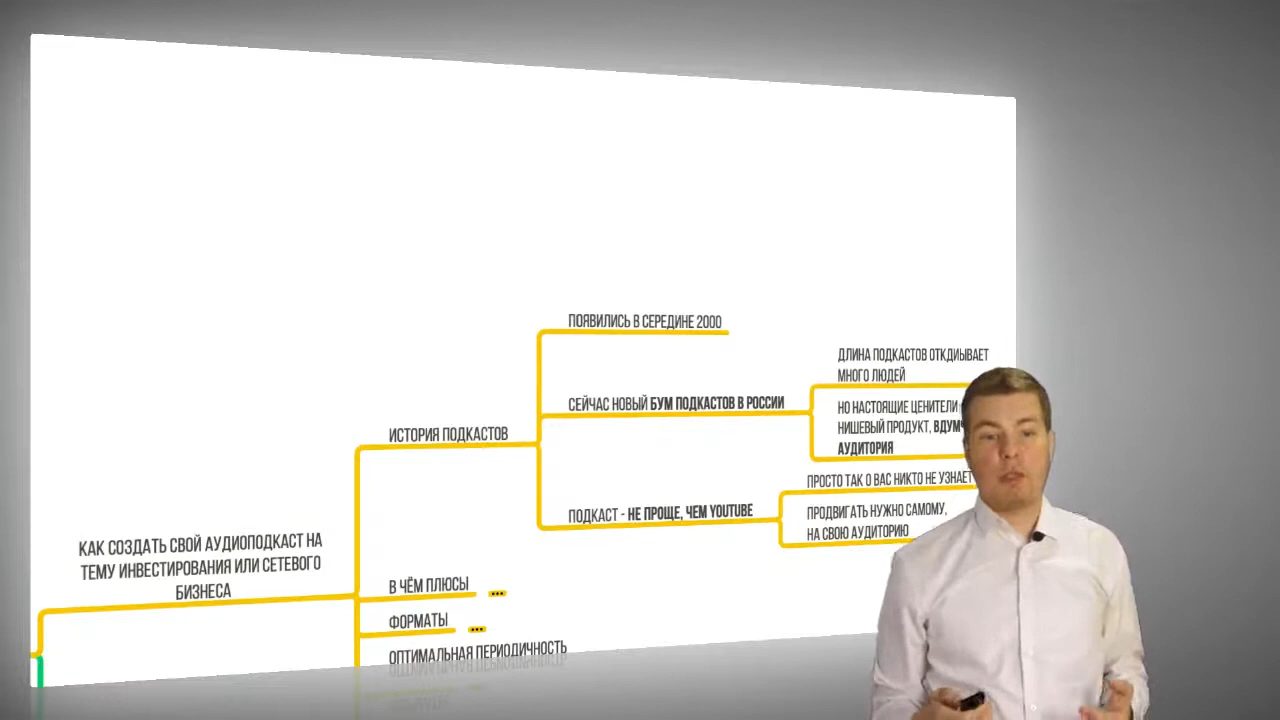 ПОЯВИЛИСЬ В СЕРЕДИНЕ 2000
ДЛИНА ПОДКАСТОВ ОТКДИЫВАЕТ
МНОГО ЛЮДЕЙ
СЕЙЧАС НОВЫЙ БУМ ПОДКАСТОВ В РОССИИ
НО НАСТОЯЩИЕ ЦЕНИТЕЛИ
НИШЕВЫЙ ПРОДУКТ,
АУДИТОРИЯ
ИСТОРИЯ ПОДКАСТОВ
ПРОСТО ТАК О ВАС НИКТО НЕ УЗНАЕТ
ПОДКАСТ - НЕ ПРОЩЕ, ЧЕМ YOUTUBE
ПРОДВИГАТЬ НУЖНО САМОМУ,
НА СВОЮ АУДИТОРИЮ
КАК СОЗДАТЬ СВОЙ АУДИОПОДКАСТ НА
ТЕМУ ИНВЕСТИРОВАНИЯ ИЛИ СЕТЕВОГО
БИЗНЕСА
В ЧЁМ ПЛЮСЫ
ФОРМАТЫ
ОПТИМАЛЬНАЯ ПЕРИОДИЧНОСТЬ